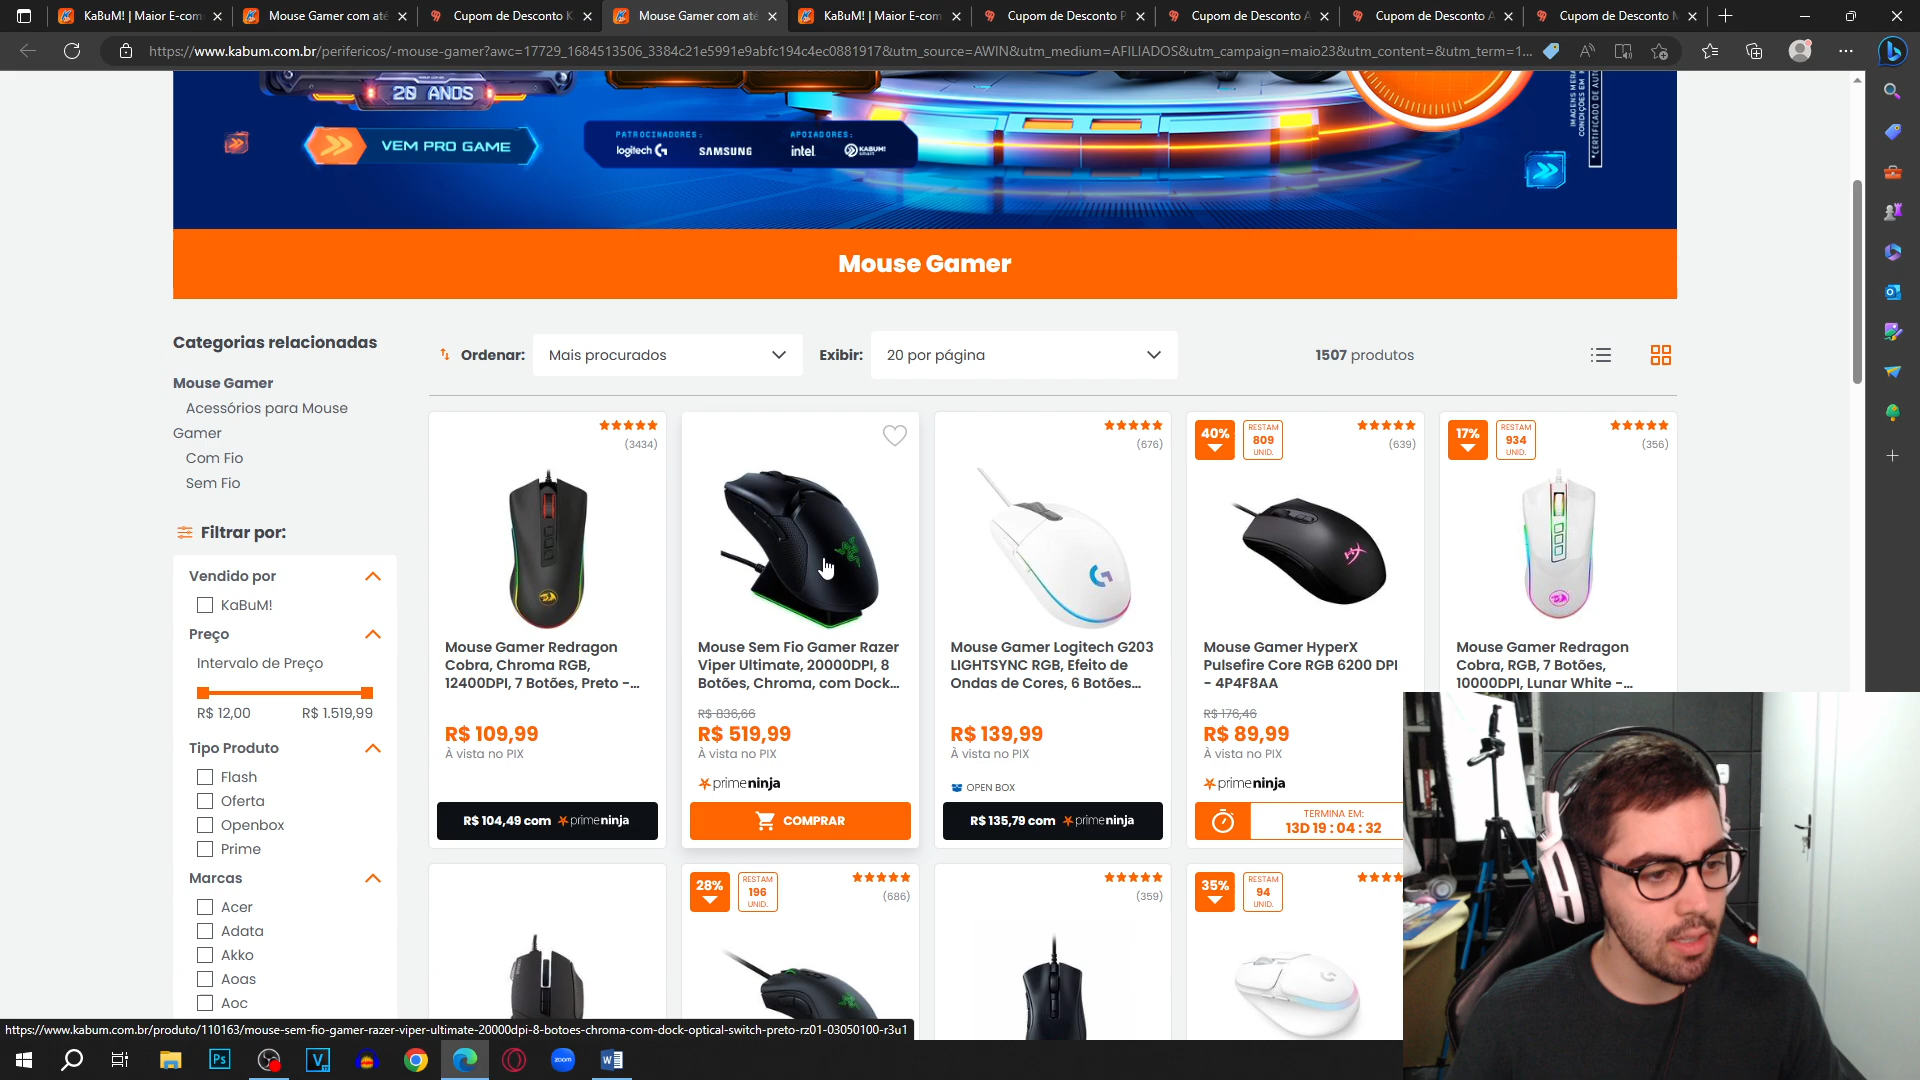 KaBuM! | Maior E-com
Mouse Gamer com até
Cupom de Desconto K
Mouse Gamer com até
KaBuM! | Maior E-com
Cupom de Desconto P
Cupom de Desconto A
Cupom de Desconto A
Cupom de Desconto
https://www.kabum.com.br/perifericos/-mouse-gamer?awc=17729_1684513506_3384c21e5991e9abfc194c4ec0881917&utm_source=AWIN&utm_medium=AFILIADOS&utm_campaign=maio23&utm_content=&utm_term=1...
20 ANOS
VEM PRO GAME
PATROCINADORES:
APOIADORES:
logitech G
SAMSUNG
intel
KABUM!
Mouse Gamer
Categorias relacionadas
Mouse Gamer
Acessórios para Mouse
Gamer
Com Fio
Sem Fio
Ordenar:
Mais procurados
Exibir:
20 por página
1507 produtos
Filtrar por:
Vendido por
KaBuM!
Preço
Intervalo de Preço
R$ 12,00
R$ 1.519,99
Tipo Produto
Flash
Oferta
Openbox
Prime
Marcas
Acer
Adata
Akko
Aoas
Aoc
(3434)
Mouse Gamer Redragon
Cobra, Chroma RGB,
12400DPI, 7 Botões, Preto -...
R$ 109,99
À vista no PIX
R$ 104,49 com primeninja
Mouse Sem Fio Gamer Razer
Viper Ultimate, 20000DPI, 8
Botões, Chroma, com Dock...
R$ 836,66
R$ 519,99
À vista no PIX
primeninja
COMPRAR
(676)
Mouse Gamer Logitech G203
LIGHTSYNC RGB, Efeito de
Ondas de Cores, 6 Botões...
R$ 139,99
À vista no PIX
OPEN BOX
R$ 135,79 com primeninja
40%
RESTAM
809
UNID.
(639)
Mouse Gamer HyperX
Pulsefire Core RGB 6200 DPI
- 4P4F8AA
R$ 176,46
R$ 89,99
À vista no PIX
primeninja
TERMINA EM:
13D 19 : 04 : 32
17%
RESTAM
934
UNID.
(356)
Mouse Gamer Redragon
Cobra, RGB, 7 Botões,
10000DPI, Lunar White -...
28%
RESTAM
196
UNID.
(686)
(359)
35%
RESTAM
94
UNID.
https://www.kabum.com.br/produto/110163/mouse-sem-fio-gamer-razer-viper-ultimate-20000dpi-8-botoes-chroma-com-dock-optical-switch-preto-rz01-03050100-r3u1
Ps
V
zoom
W